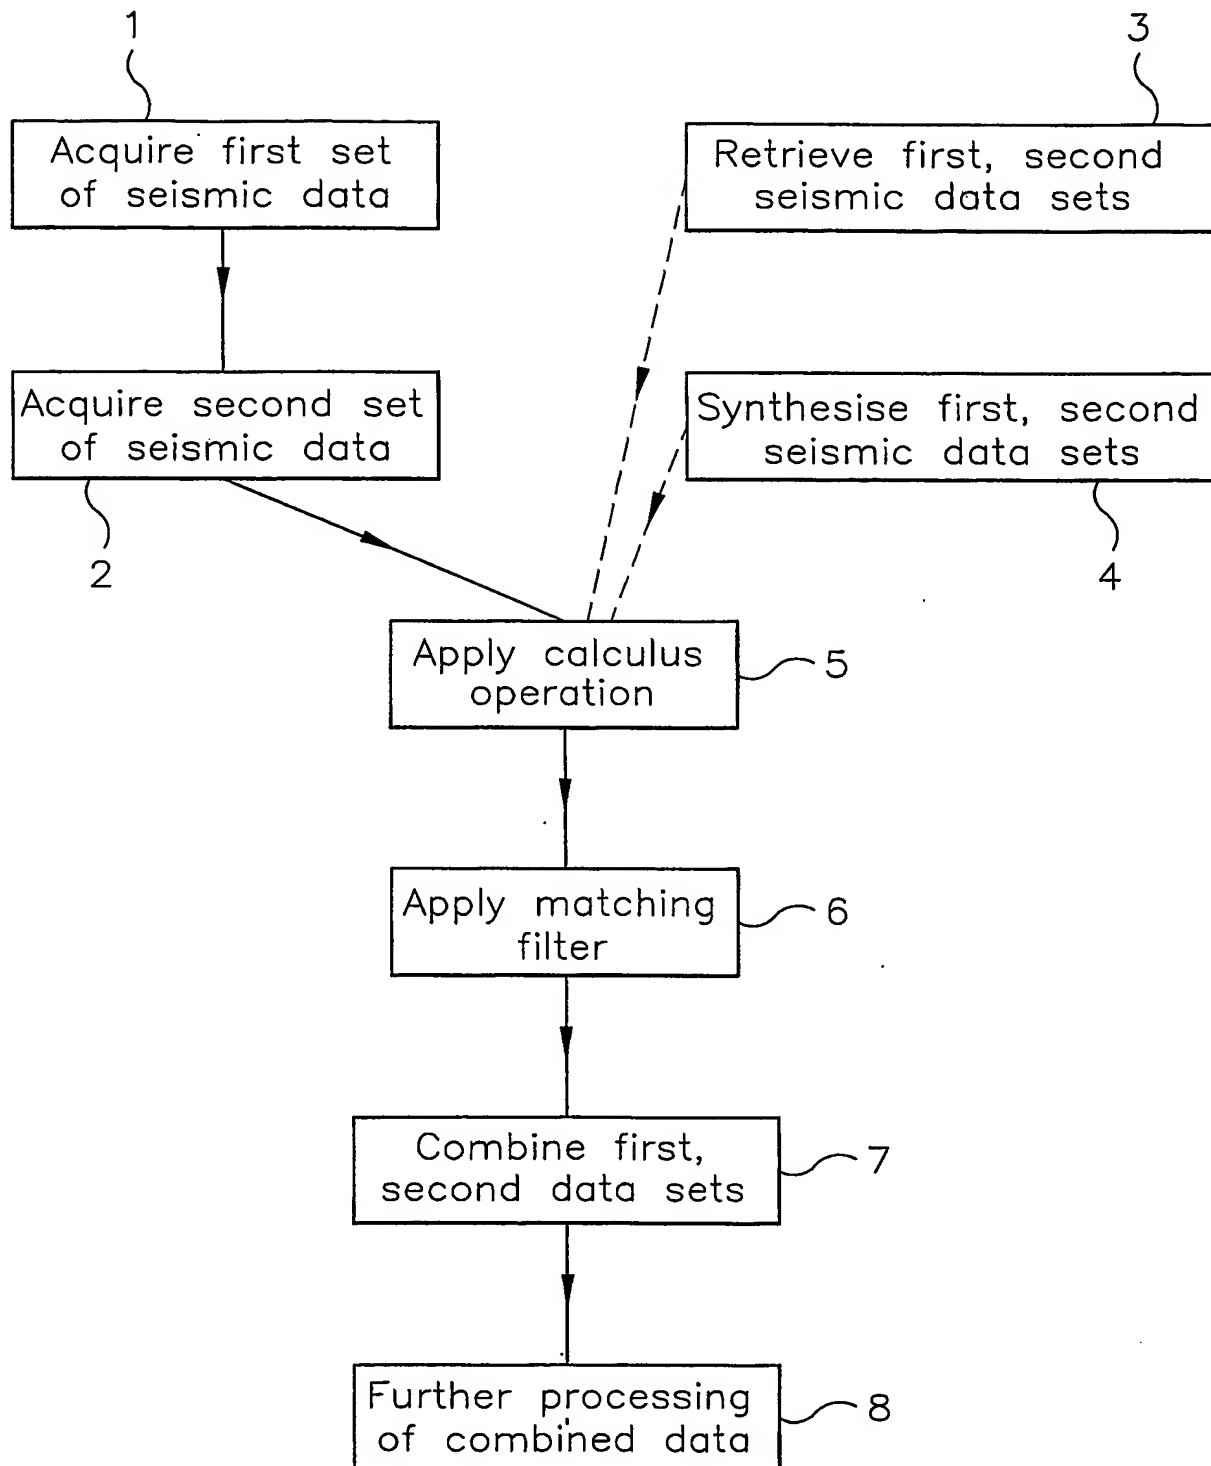 1
3
Acquire first set
of seismic data
Retrieve first, second
seismic data sets
Acquire second set
of seismic data
Synthesise first, second
seismic data sets
2
4
Apply calculus
operation
5
Apply matching
filter
6
Combine first,
second data sets
7
Further processing
of combined data
8